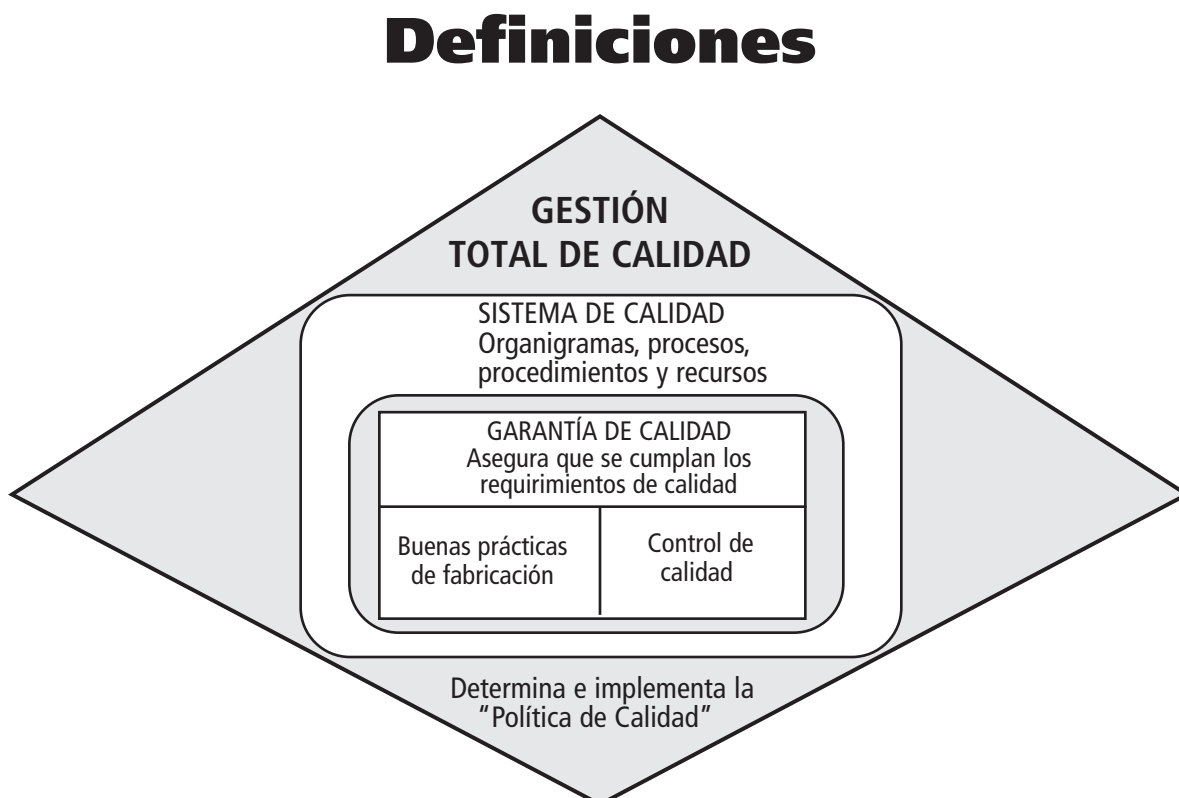 Definiciones
GESTIÓN
TOTAL DE CALIDAD
SISTEMA DE CALIDAD
Organigramas, procesos,
procedimientos y recursos
GARANTÍA DE CALIDAD
Asegura que se cumplan los
requirimientos de calidad
Buenas prácticas
de fabricación
Control de
calidad
Determina e implementa la
“Política de Calidad”